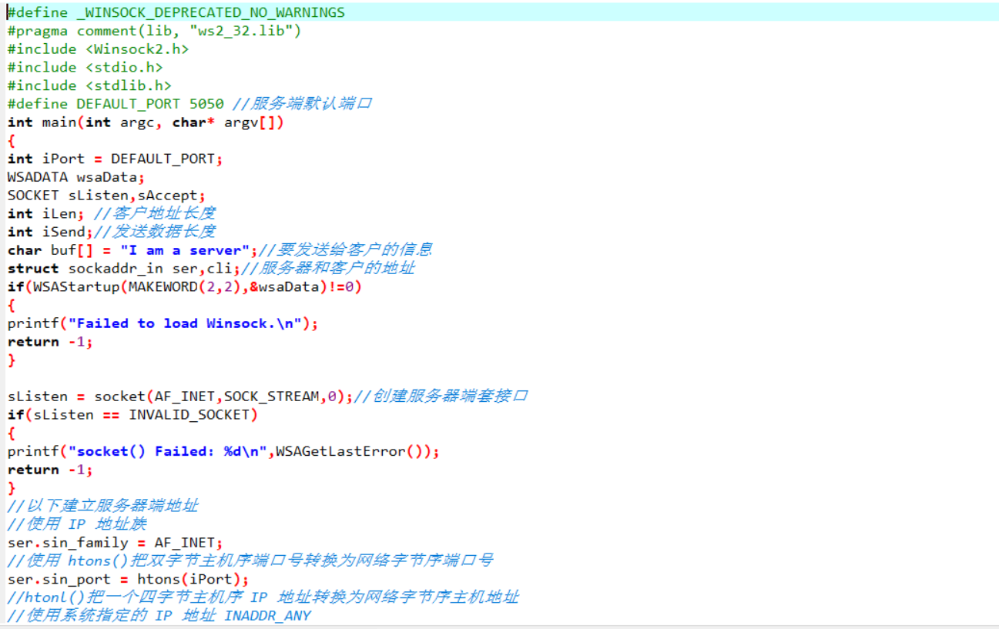 #define _WINSOCK_DEPRECATED_NO_WARNINGS
#pragma comment(lib, "ws2_32.lib")
#include <Winsock2.h>
#include <stdio.h>
#include <stdlib.h>
#define DEFAULT_PORT 5050 //服务端默认端口
int main(int argc, char* argv[])
{
int iPort = DEFAULT_PORT;
WSADATA wsaData;
SOCKET sListen,sAccept;
int iLen; //客户地址长度
int iSend;//发送数据长度
char buf[] = "I am a server";//要发送给客户的信息
struct sockaddr_in ser,cli;//服务器和客户的地址
if(WSAStartup(MAKEWORD(2,2),&wsaData)!=0)
{
printf("Failed to load Winsock.\n");
return -1;
}
sListen = socket(AF_INET,SOCK_STREAM,0);//创建服务器端套接口
if(sListen == INVALID_SOCKET)
{
printf("socket() Failed: %d\n",WSAGetLastError());
return -1;
}
//以下建立服务器端地址
//使用 IP 地址族
ser.sin_family = AF_INET;
//使用 htons()把双字节主机序端口号转换为网络字节序端口号
ser.sin_port = htons(iPort);
//htonl()把一个四字节主机序 IP 地址转换为网络字节序主机地址
//使用系统指定的 IP 地址 INADDR_ANY